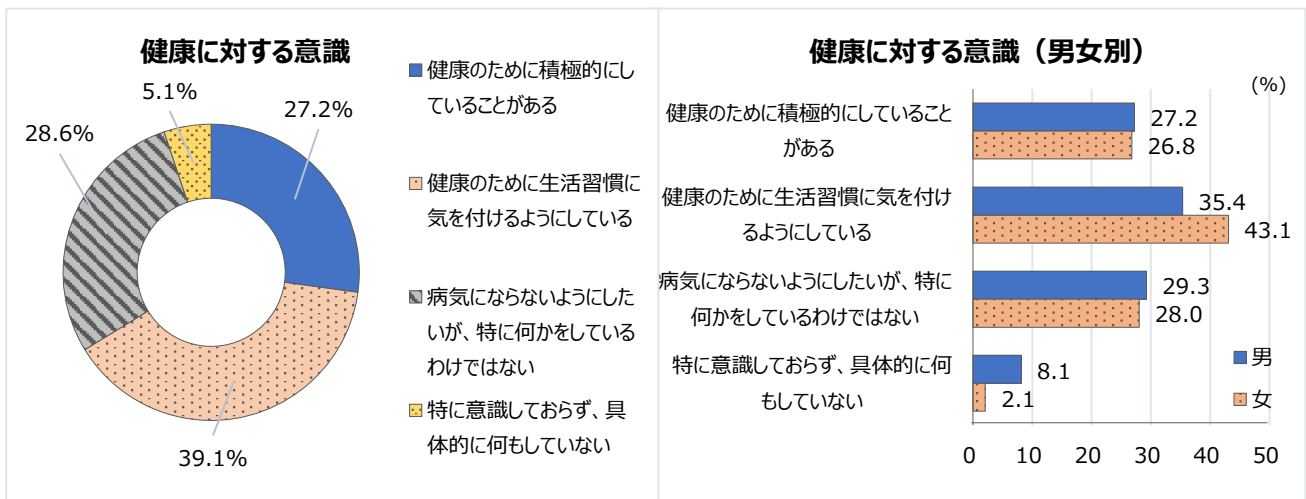 健康に対する意識
5.1%
28.6%
27.2%
39.1%
健康のために積極的にし
ていることがある
健康のために生活習慣に
気を付けるようにしている
病気にならないようにした
いが、特に何かをしている
わけではない
特に意識しておらず、具
体的に何もしていない
健康に対する意識（男女別）
(%)
健康のために積極的にしていること
がある
27.2
26.8
健康のために生活習慣に気を付け
るようにしている
35.4
43.1
病気にならないようにしたいが、特に
何かをしているわけではない
29.3
28.0
特に意識しておらず、具体的に何
もしていない
8.1
2.1
男
女
0 10 20 30 40 50